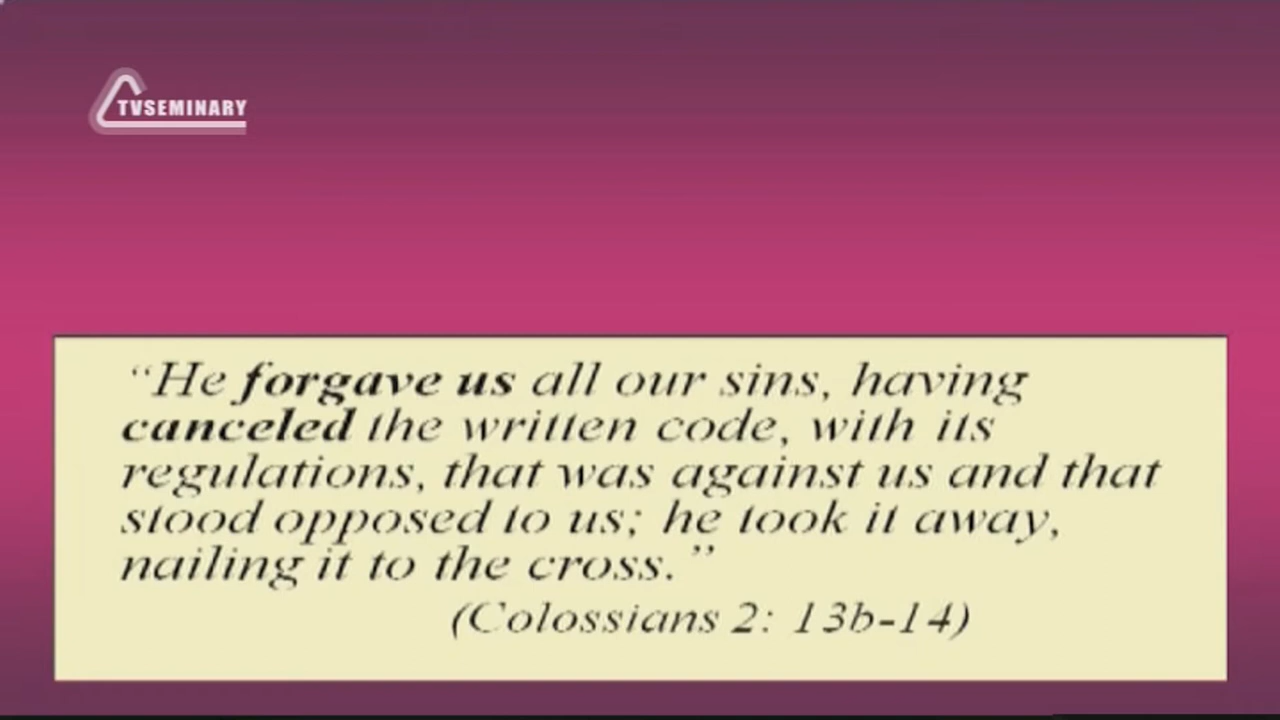 TVSEMINARY
“He forgave us all our sins, having
canceled the written code, with its
regulations, that was against us and that
stood opposed to us; he took it away,
nailing it to the cross.”
(Colossians 2: 13b-14)